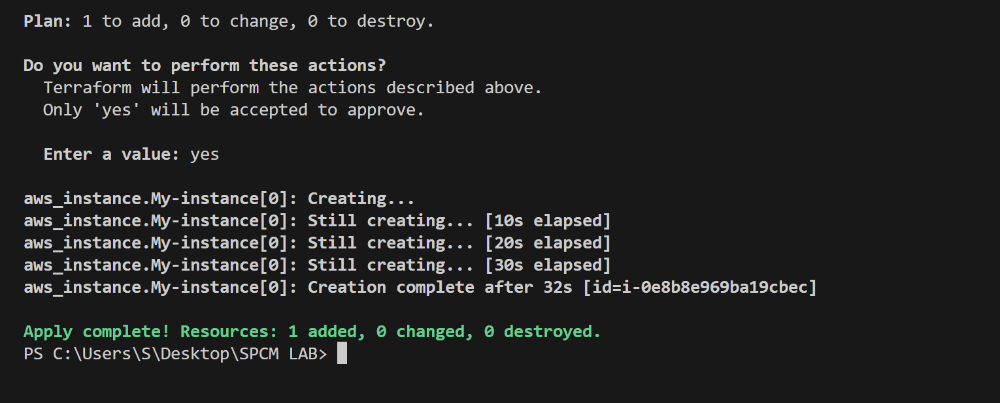 Plan: 1 to add, 0 to change, 0 to destroy.
Do you want to perform these actions?
Terraform will perform the actions described above.
Only 'yes' will be accepted to approve.
Enter a value: yes
aws_instance.My-instance[0]: Creating...
aws_instance.My-instance[0]: Still creating... [10s elapsed]
aws_instance.My-instance[0]: Still creating... [20s elapsed]
aws_instance.My-instance[0]: Still creating... [30s elapsed]
aws_instance.My-instance[0]: Creation complete after 32s [id=i-0e8b8e969ba19cbec]
Apply complete! Resources: 1 added, 0 changed, 0 destroyed.
PS C:\Users\S\Desktop\SPCM LAB>